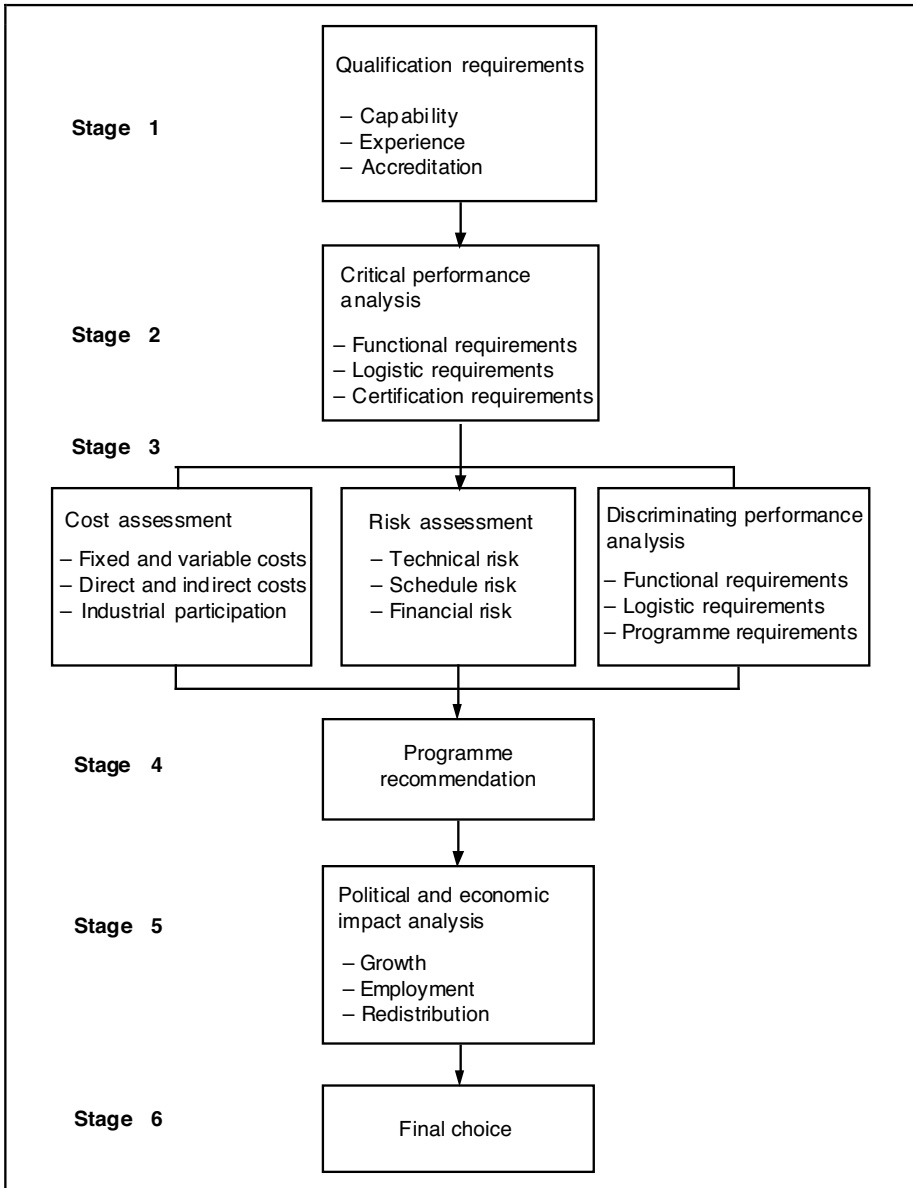 Stage 1
Qualification requirements
– Capability
– Experience
– Accreditation
Stage 2
Critical performance
analysis
– Functional requirements
– Logistic requirements
– Certification requirements
Stage 3
Cost assessment
– Fixed and variable costs
– Direct and indirect costs
– Industrial participation
Risk assessment
– Technical risk
– Schedule risk
– Financial risk
Discriminating performance
analysis
– Functional requirements
– Logistic requirements
– Programme requirements
Stage 4
Programme
recommendation
Stage 5
Political and economic
impact analysis
– Growth
– Employment
– Redistribution
Stage 6
Final choice